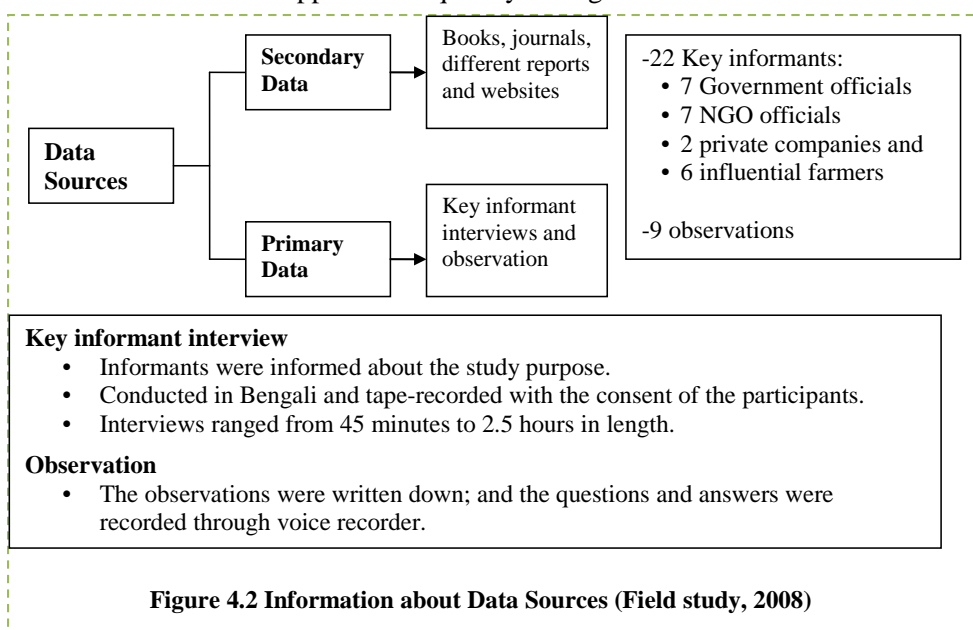 Secondary
Data
Books, journals,
different reports
and websites
-22 Key informants:
• 7 Government officials
• 7 NGO officials
• 2 private companies and
• 6 influential farmers
-9 observations
Data
Sources
Primary
Data
Key informant
interviews and
observation
Key informant interview
• Informants were informed about the study purpose.
• Conducted in Bengali and tape-recorded with the consent of the participants.
• Interviews ranged from 45 minutes to 2.5 hours in length.
Observation
• The observations were written down; and the questions and answers were
recorded through voice recorder.
Figure 4.2 Information about Data Sources (Field study, 2008)